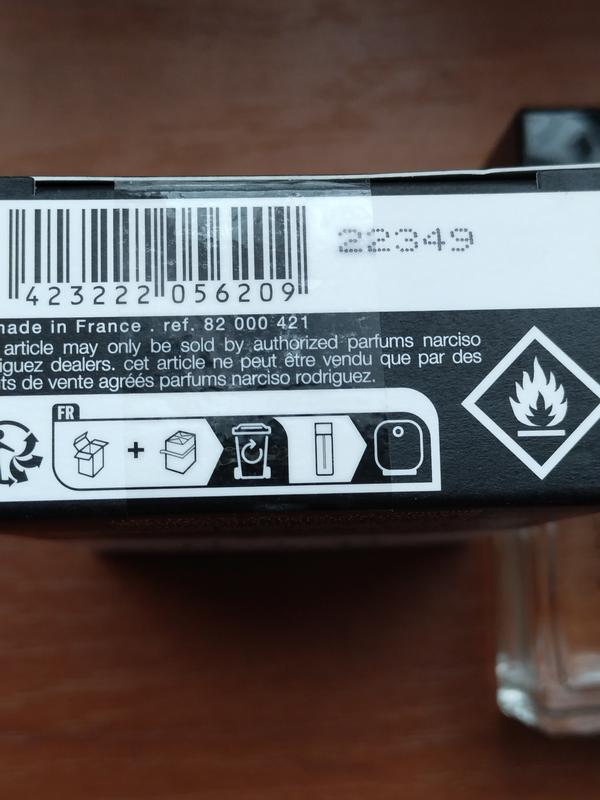 22349
423222 056209
made in France . ref. 82 000 421
article may only be sold by authorized parfums narciso
iguez dealers. cet article ne peut être vendu que par des
ts de vente agréés parfums narciso rodriguez.
FR